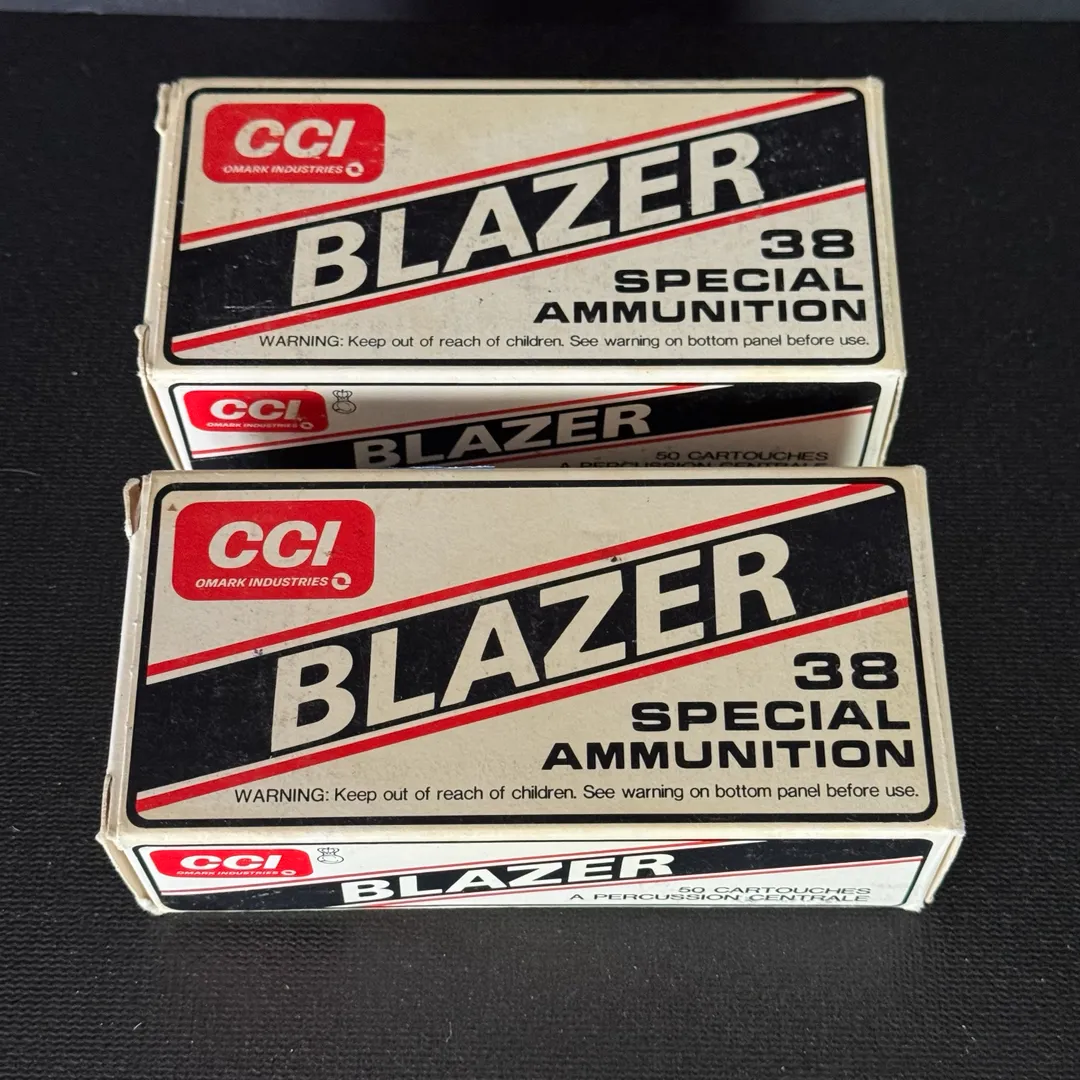 CCI
OMARK INDUSTRIES
BLAZER
38
SPECIAL
AMMUNITION
WARNING: Keep out of reach of children. See warning on bottom panel before use.
CCI
OMARK INDUSTRIES
BLAZER
50 CARTOUCHES
A PERCUSSION CENTRALE
CCI
OMARK INDUSTRIES
BLAZER
38
SPECIAL
AMMUNITION
WARNING: Keep out of reach of children. See warning on bottom panel before use.
CCI
OMARK INDUSTRIES
BLAZER
50 CARTOUCHES
A PERCUSSION CENTRALE